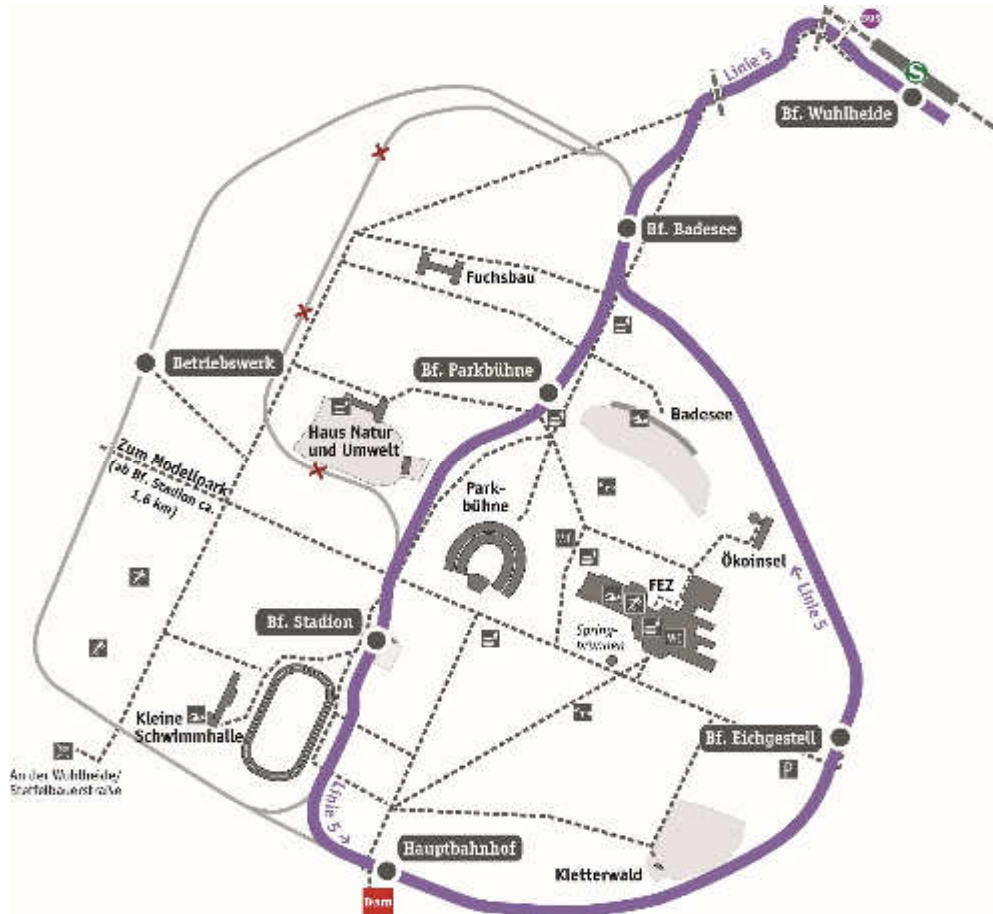 BUS
Linie 5
S
Bf. Wuhlheide
Bf. Badesee
Fuchsbau
Betriebswerk
Bf. Parkbühne
Badesee
Haus Natur
und Umwelt
Zum Modellpark
(ab Bf. Stadion ca.
1,6 km)
Park-
bühne
Ökoinsel
FEZ
Linie 5
Bf. Stadion
Spring-
brunnen
WC
Kleine
Schwimmhalle
Bf. Eichgestell
An der Wuhlheide/
P
Linie 5
Hauptbahnhof
Kletterwald